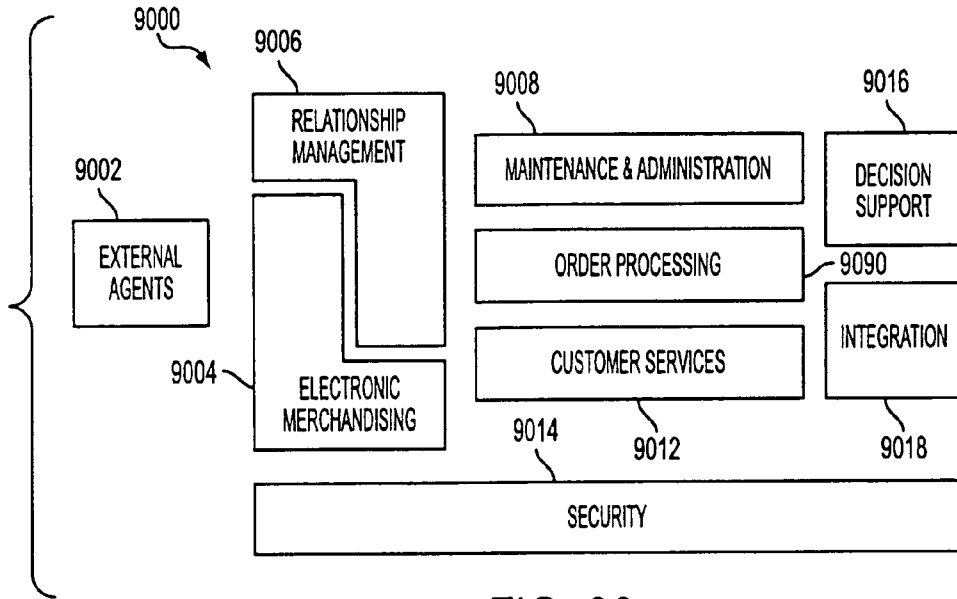 9000
9006
RELATIONSHIP
MANAGEMENT
9008
MAINTENANCE & ADMINISTRATION
9016
DECISION
SUPPORT
9002
EXTERNAL
AGENTS
ORDER PROCESSING
9090
9004
ELECTRONIC
MERCHANDISING
CUSTOMER SERVICES
9012
INTEGRATION
9018
9014
SECURITY